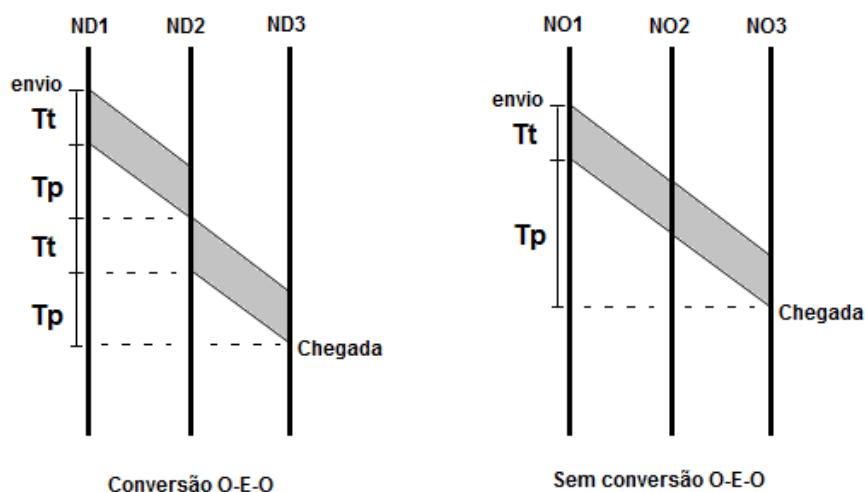 ND1 ND2 ND3
envio
Tt
Tp
Tt
Tp
Chegada
Conversão O-E-O
NO1 NO2 NO3
envio
Tt
Tp
Chegada
Sem conversão O-E-O